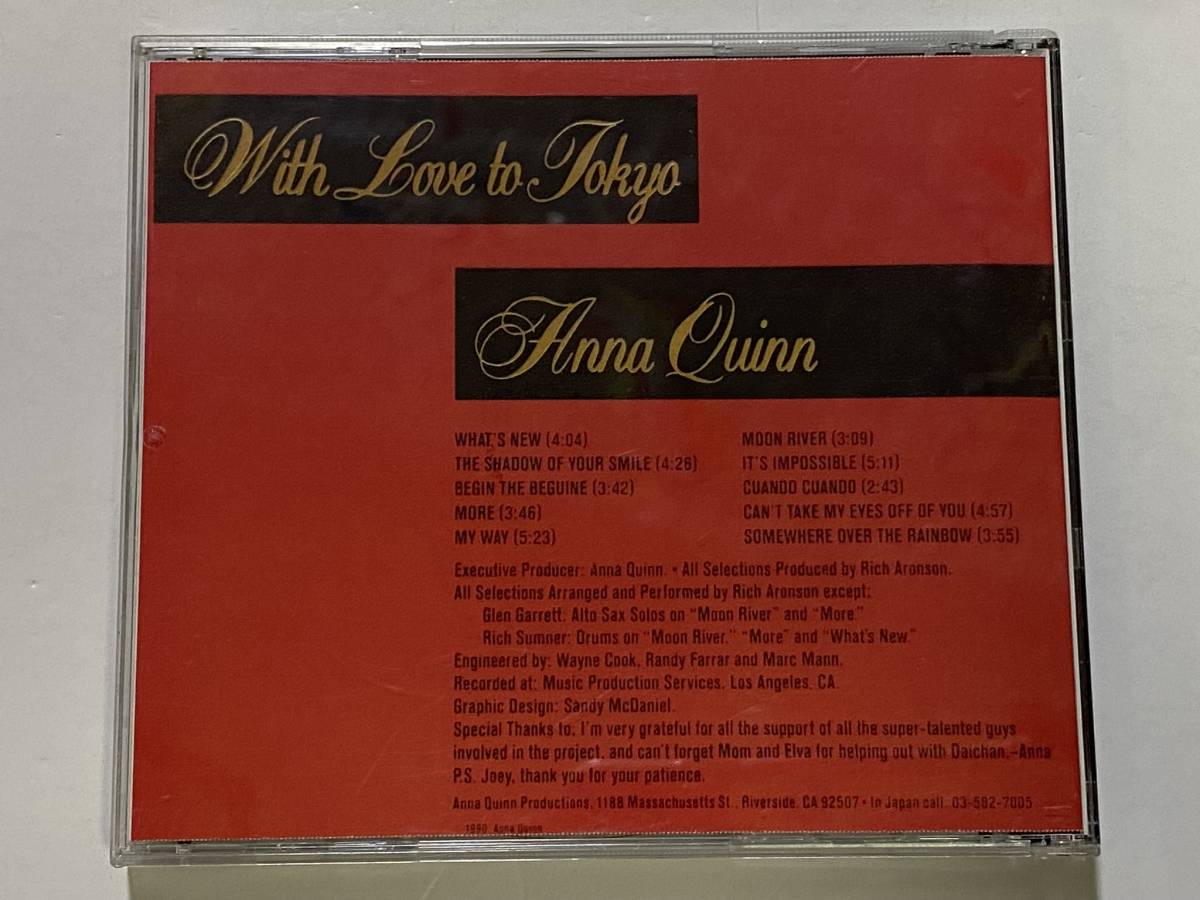 With Love to Tokyo
Anna Quinn
WHAT'S NEW (4:04)
THE SHADOW OF YOUR SMILE (4:26)
BEGIN THE BEGUINE (3:42)
MORE (3:46)
MY WAY (5:23)
MOON RIVER (3:09)
IT'S IMPOSSIBLE (5:11)
CUANDO CUANDO (2:43)
CAN'T TAKE MY EYES OFF OF YOU (4:57)
SOMEWHERE OVER THE RAINBOW (3:55)
Executive Producer: Anna Quinn. • All Selections Produced by Rich Aronson.
All Selections Arranged and Performed by Rich Aronson except:
Glen Garrett: Alto Sax Solos on "Moon River" and "More."
Rich Sumner: Drums on "Moon River," "More" and "What's New."
Engineered by: Wayne Cook, Randy Farrar and Marc Mann.
Recorded at: Music Production Services, Los Angeles, CA.
Graphic Design: Sandy McDaniel.
Special Thanks to: I'm very grateful for all the support of all the super-talented guys
involved in the project, and can't forget Mom and Elva for helping out with Daichan.–Anna
P.S. Joey, thank you for your patience.
Anna Quinn Productions, 1188 Massachusetts St., Riverside, CA 92507 • In Japan call: 03-582-7005
1990 Anna Quinn